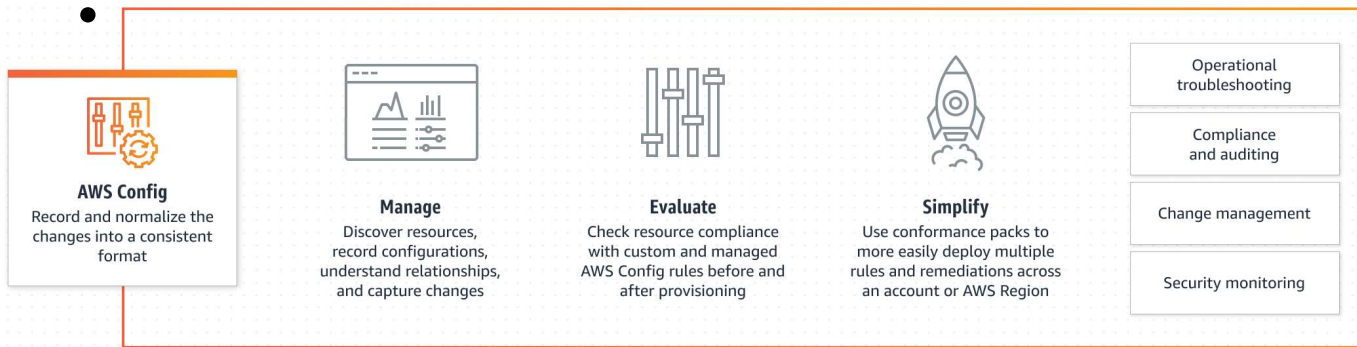 AWS Config
Record and normalize the
changes into a consistent
format
Manage
Discover resources,
record configurations,
understand relationships,
and capture changes
Evaluate
Check resource compliance
with custom and managed
AWS Config rules before and
after provisioning
Simplify
Use conformance packs to
more easily deploy multiple
rules and remediations across
an account or AWS Region
Operational
troubleshooting
Compliance
and auditing
Change management
Security monitoring